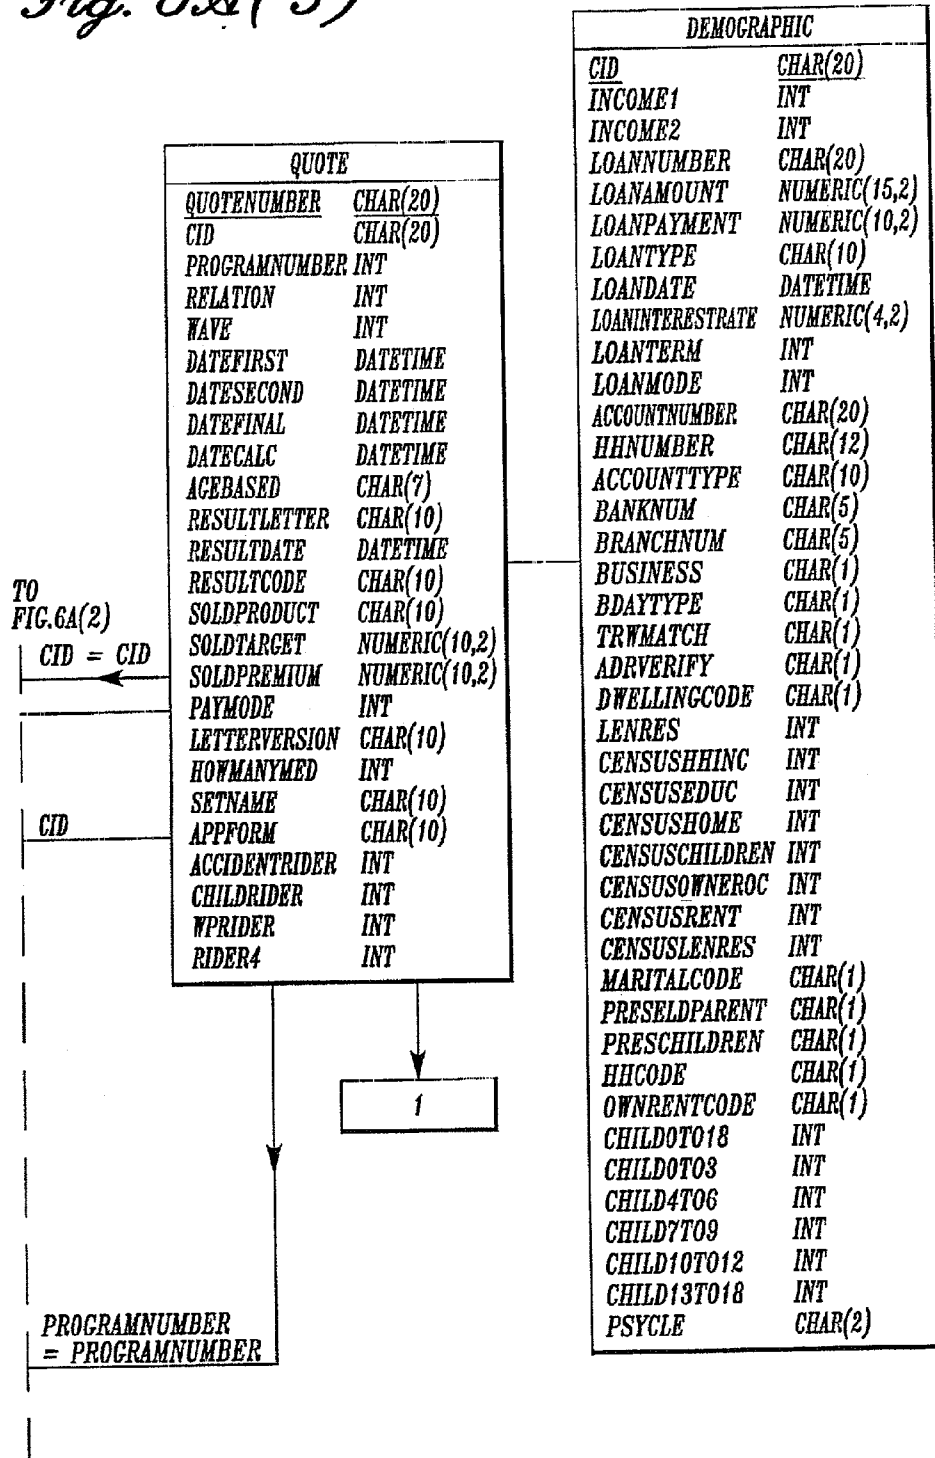 Fig. 6A(3)
DEMOGRAPHIC
CID CHAR(20)
INCOME1 INT
INCOME2 INT
LOANNUMBER CHAR(20)
LOANAMOUNT NUMERIC(15,2)
LOANPAYMENT NUMERIC(10,2)
LOANTYPE CHAR(10)
LOANDATE DATETIME
LOANINTERESTRATE NUMERIC(4,2)
LOANTERM INT
LOANMODE INT
ACCOUNTNUMBER CHAR(20)
HHNUMBER CHAR(12)
ACCOUNTTYPE CHAR(10)
BANKNUM CHAR(5)
BRANCHNUM CHAR(5)
BUSINESS CHAR(1)
BDAYTYPE CHAR(1)
TRWMATCH CHAR(1)
ADRVERIFY CHAR(1)
DWELLINGCODE CHAR(1)
LENRES INT
CENSUSHHINC INT
CENSUSEDUC INT
CENSUSHOME INT
CENSUSCHILDREN INT
CENSUSOWNEROC INT
CENSUSRENT INT
CENSUSLENRES INT
MARITALCODE CHAR(1)
PRESELDPARENT CHAR(1)
PRESCHILDREN CHAR(1)
HHCODE CHAR(1)
OWNRENTCODE CHAR(1)
CHILD0TO18 INT
CHILD0TO3 INT
CHILD4TO6 INT
CHILD7TO9 INT
CHILD10TO12 INT
CHILD13TO18 INT
PSYCLE CHAR(2)
QUOTE
QUOTENUMBER CHAR(20)
CID CHAR(20)
PROGRAMNUMBER INT
RELATION INT
WAVE INT
DATEFIRST DATETIME
DATESECOND DATETIME
DATEFINAL DATETIME
DATECALC DATETIME
AGEBASED CHAR(7)
RESULTLETTER CHAR(10)
RESULTDATE DATETIME
RESULTCODE CHAR(10)
SOLDPRODUCT CHAR(10)
SOLDTARGET NUMERIC(10,2)
SOLDPREMIUM NUMERIC(10,2)
PAYMODE INT
LETTERVERSION CHAR(10)
HOWMANYMED INT
SETNAME CHAR(10)
APPFORM CHAR(10)
ACCIDENTRIDER INT
CHILDRIDER INT
WPRIDER INT
RIDER4 INT
TO
FIG.6A(2)
CID = CID
CID
1
PROGRAMNUMBER
= PROGRAMNUMBER